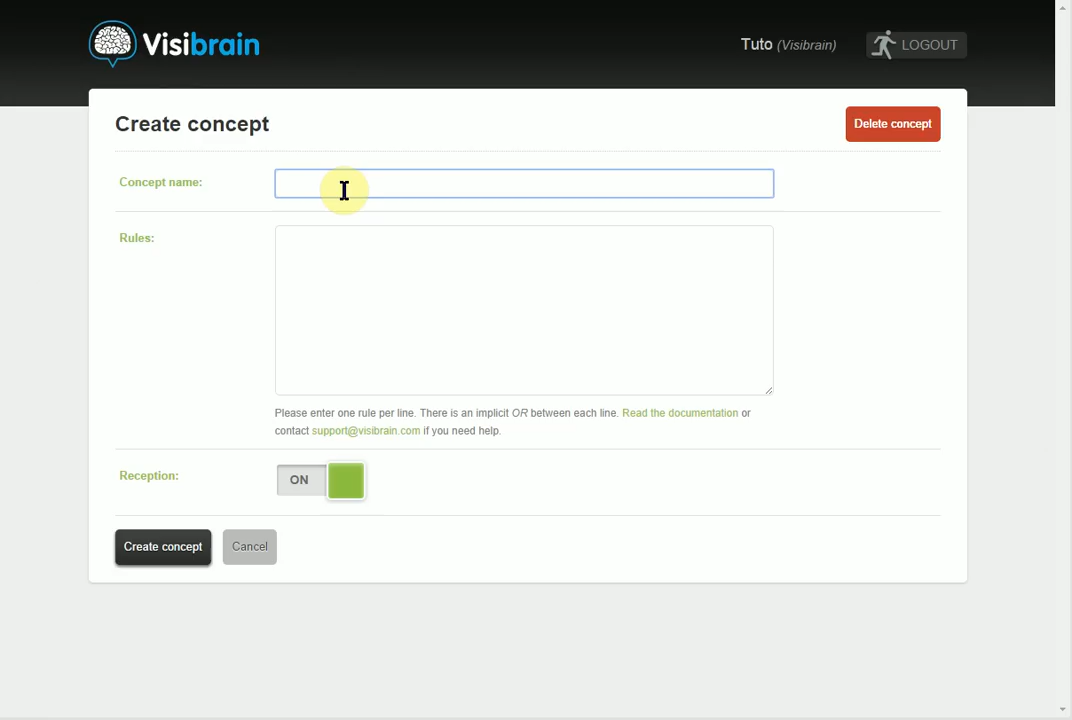 Visibrain
Tuto (Visibrain)
LOGOUT
Create concept
Delete concept
Concept name:
Rules:
Please enter one rule per line. There is an implicit OR between each line. Read the documentation or
contact support@visibrain.com if you need help.
Reception:
ON
Create concept
Cancel